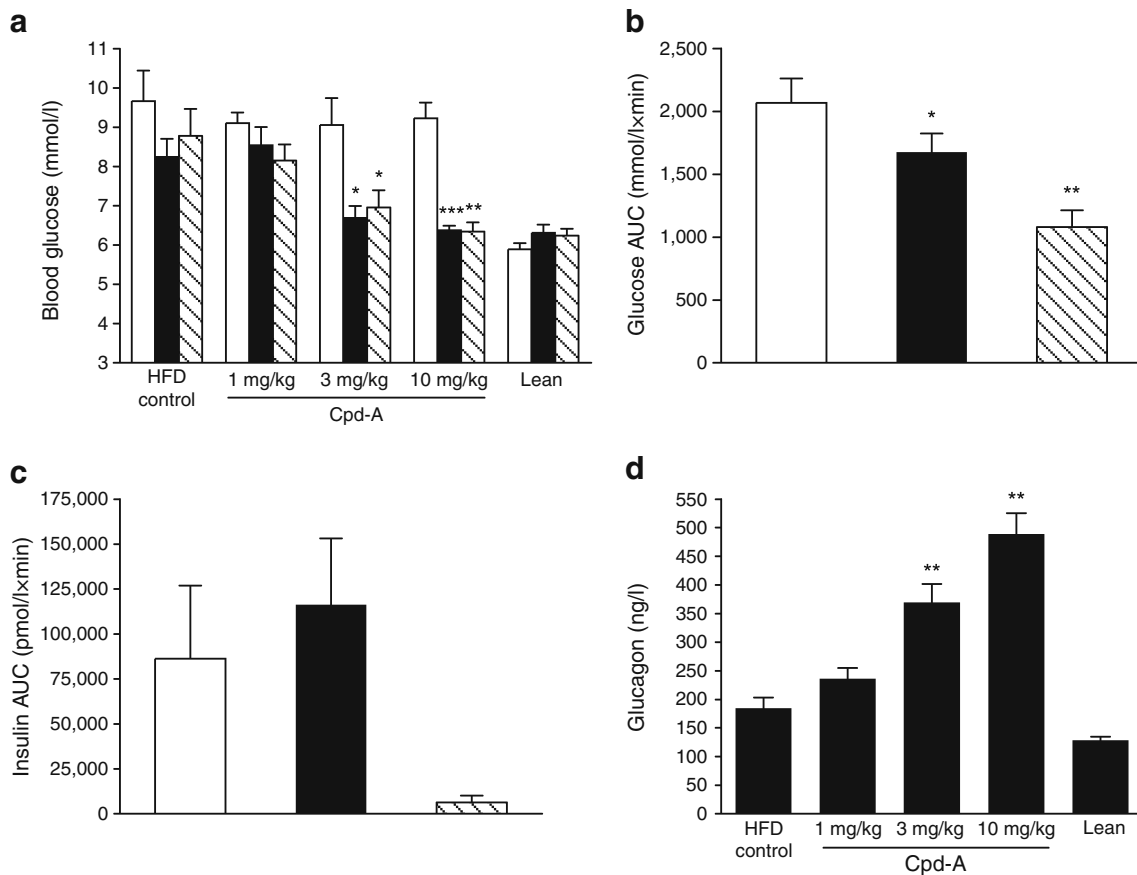 a
Blood glucose (mmol/l)
11
10
9
8
7
6
5
4
3
* *
*** **
HFD control
1 mg/kg 3 mg/kg 10 mg/kg Lean
Cpd-A
b
Glucose AUC (mmol/l×min)
2,500
2,000
1,500
1,000
500
0
*
**
c
Insulin AUC (pmol/l×min)
175,000
150,000
125,000
100,000
75,000
50,000
25,000
0
d
Glucagon (ng/l)
550
500
450
400
350
300
250
200
150
100
50
0
**
**
HFD
control
1 mg/kg 3 mg/kg 10 mg/kg Lean
Cpd-A